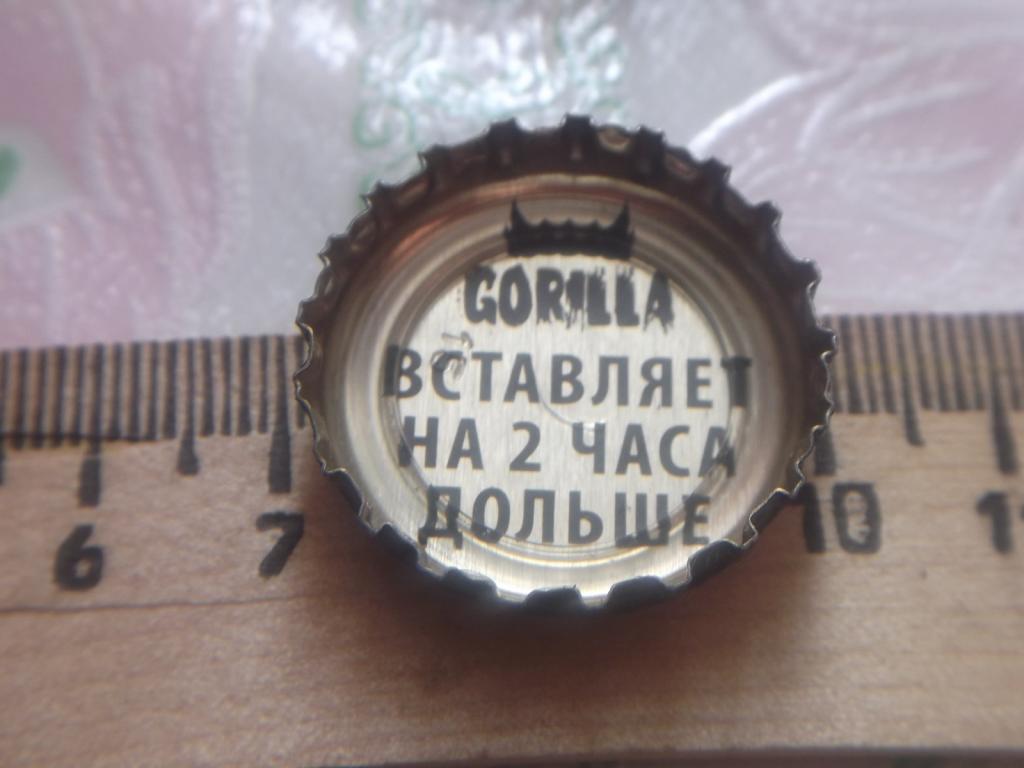 GORILLA
ВСТАВЛЯЕТ
НА 2 ЧАСА
ДОЛЬШЕ
6 7 10